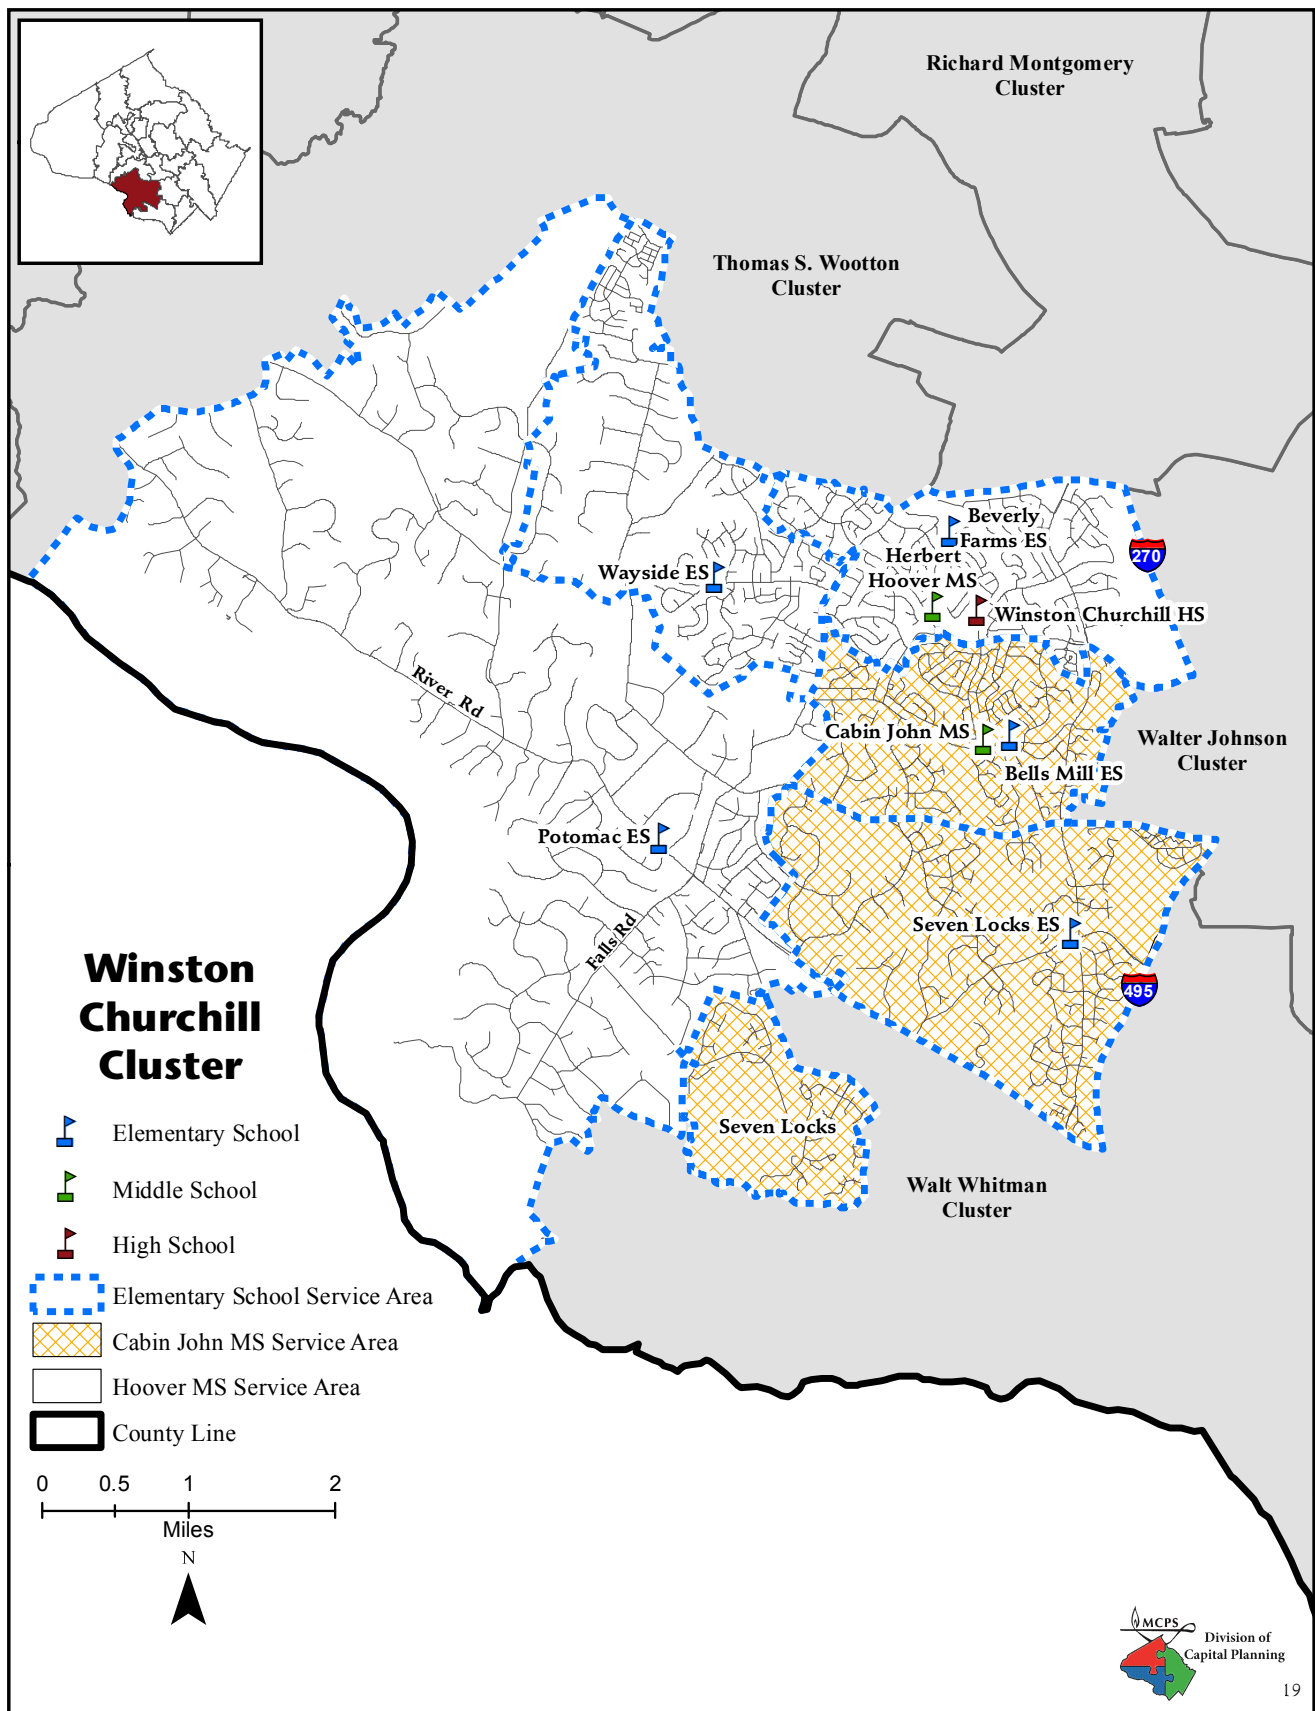 Richard Montgomery
Cluster
Thomas S. Wootton
Cluster
Beverly
Farms ES
270
Herbert
Hoover MS
Wayside ES
Winston Churchill HS
River Rd
Cabin John MS
Walter Johnson
Cluster
Bells Mill ES
Potomac ES
Falls Rd
Seven Locks ES
495
Winston
Churchill
Cluster
Seven Locks
Walt Whitman
Cluster
Elementary School
Middle School
High School
Elementary School Service Area
Cabin John MS Service Area
Hoover MS Service Area
County Line
0 0.5 1 2
Miles
N
MCPS
Division of
Capital Planning
19